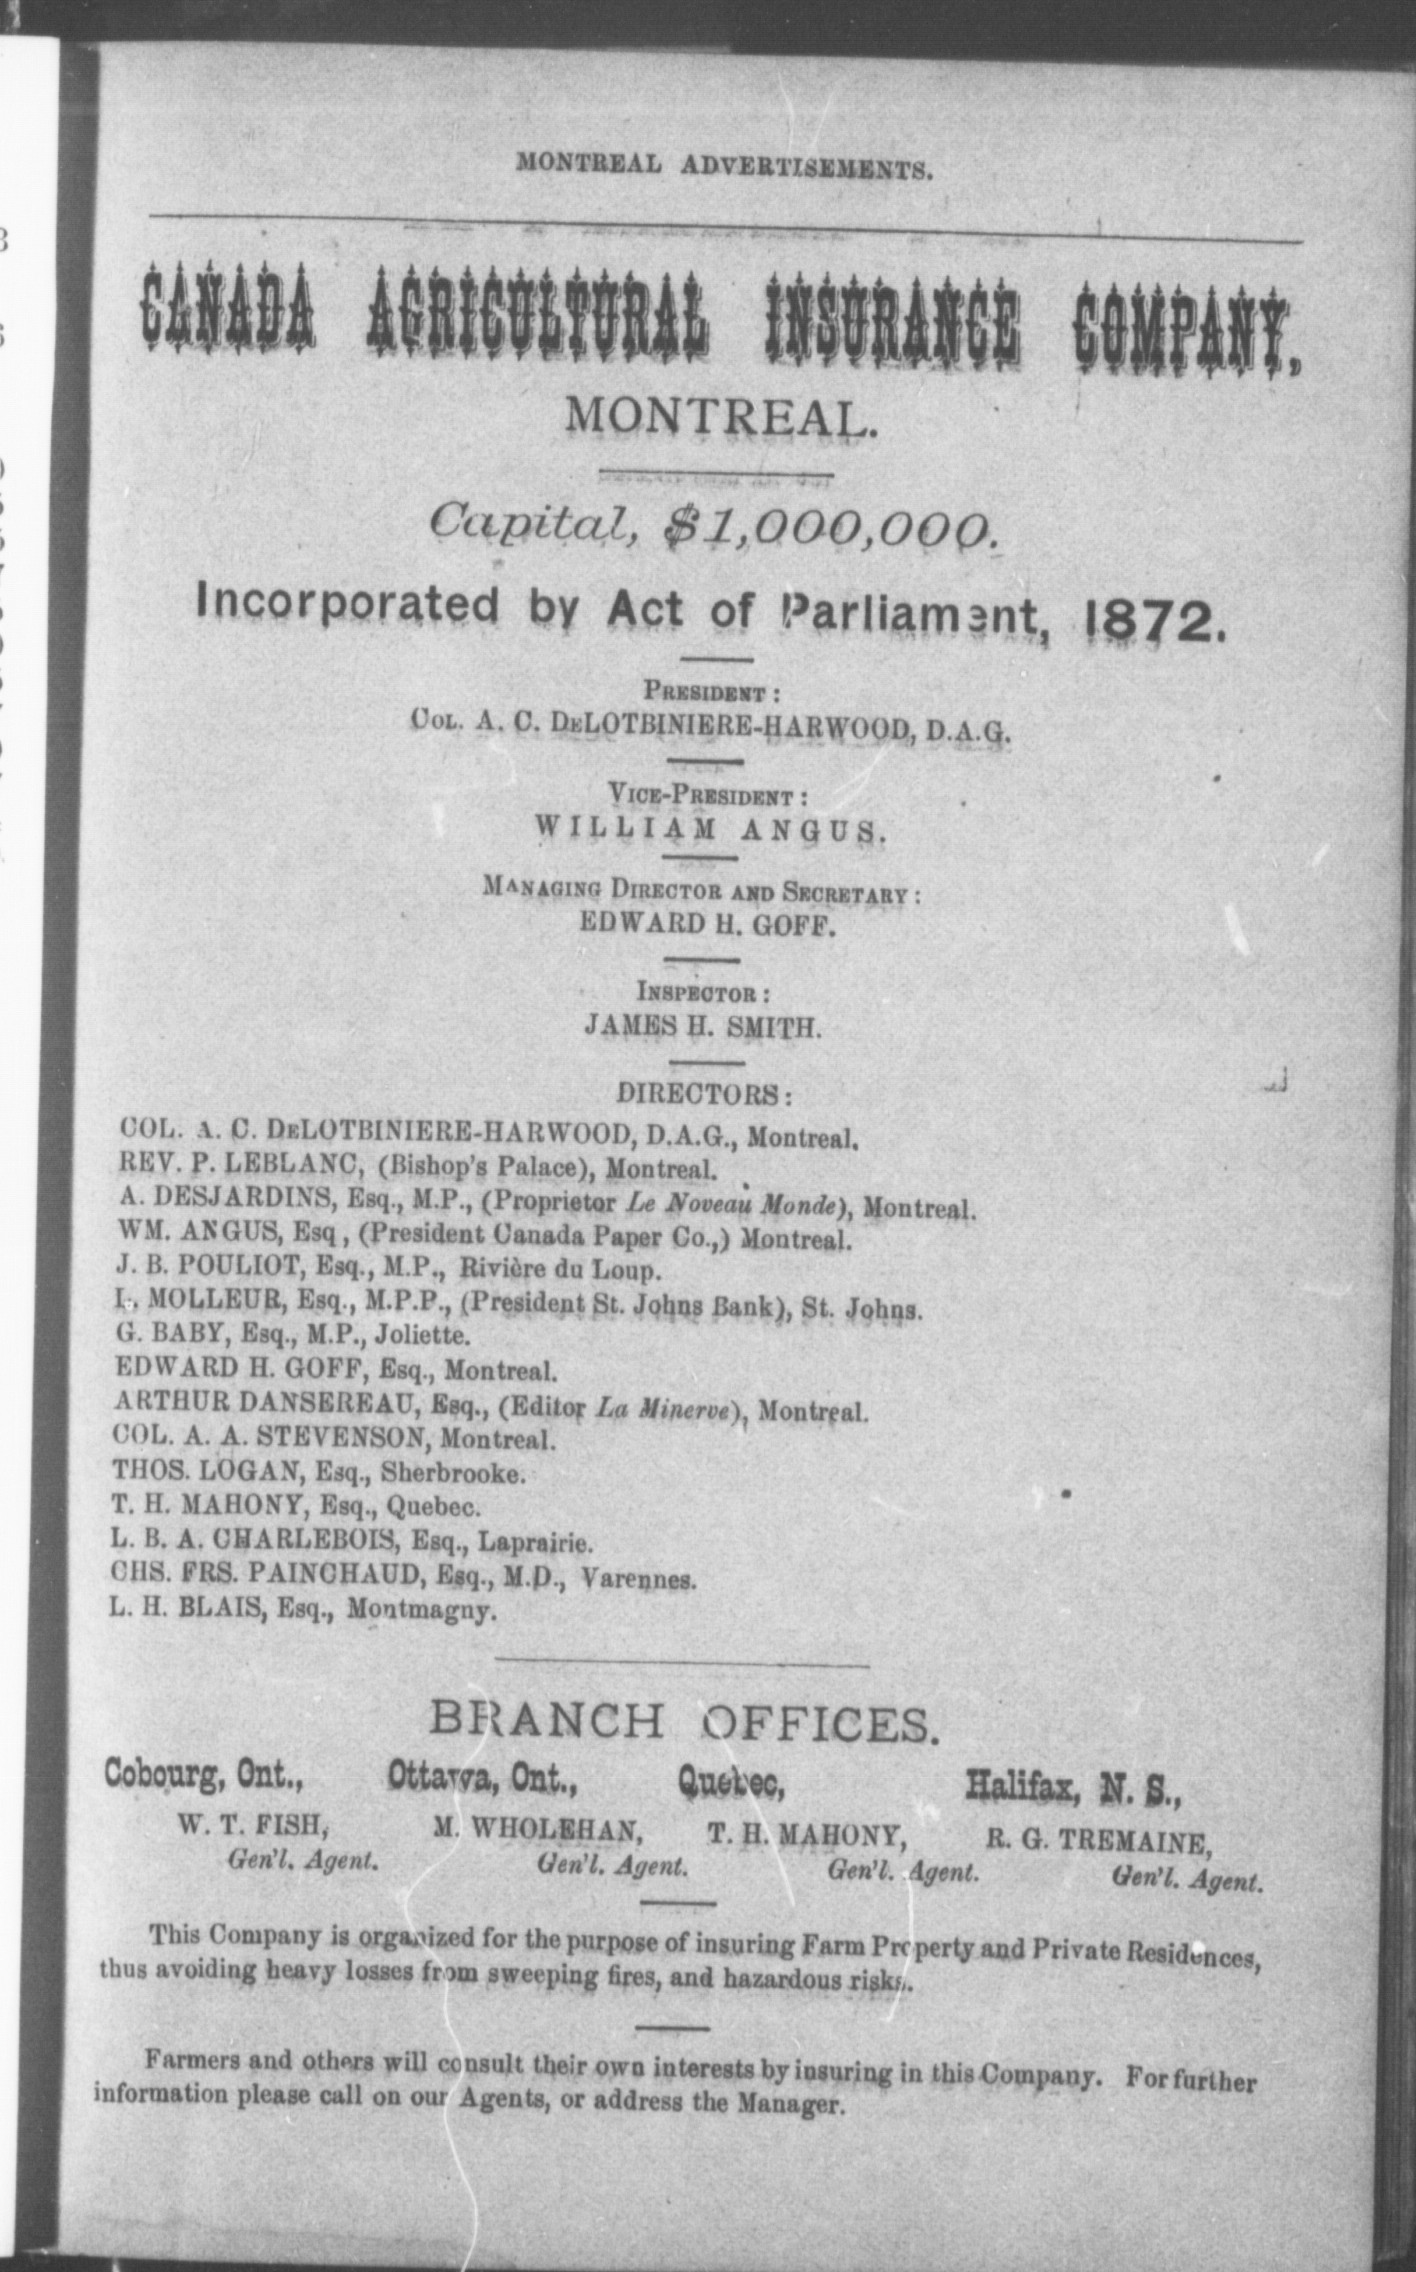 MONTREAL ADVERTISEMENTS.
CANADA AGRICULTURAL INSURANCE COMPANY,
MONTREAL.
Capital, $1,000,000.
Incorporated by Act of Parliament, 1872.
PRESIDENT:
COL. A. C. DELOTBINIERE-HARWOOD, D.A.G.
VICE-PRESIDENT:
WILLIAM ANGUS.
MANAGING DIRECTOR AND SECRETARY:
EDWARD H. GOFF.
INSPECTOR:
JAMES H. SMITH.
DIRECTORS:
COL. A. C. DELOTBINIERE-HARWOOD, D.A.G., Montreal.
REV. P. LEBLANC, (Bishop's Palace), Montreal.
A. DESJARDINS, Esq., M.P., (Proprietor Le Noveau Monde), Montreal.
WM. ANGUS, Esq, (President Canada Paper Co.,) Montreal.
J. B. POULIOT, Esq., M.P., Rivière du Loup.
L. MOLLEUR, Esq., M.P.P., (President St. Johns Bank), St. Johns.
G. BABY, Esq., M.P., Joliette.
EDWARD H. GOFF, Esq., Montreal.
ARTHUR DANSEREAU, Esq., (Editor La Minerve), Montreal.
COL. A. A. STEVENSON, Montreal.
THOS. LOGAN, Esq., Sherbrooke.
T. H. MAHONY, Esq., Quebec.
L. B. A. CHARLEBOIS, Esq., Laprairie.
CHS. FRS. PAINCHAUD, Esq., M.D., Varennes.
L. H. BLAIS, Esq., Montmagny.
BRANCH OFFICES.
Cobourg, Ont., Ottawa, Ont., Quebec, Halifax, N. S.,
W. T. FISH, M. WHOLEHAN, T. H. MAHONY, R. G. TREMAINE,
Gen'l. Agent. Gen'l. Agent. Gen'l. Agent. Gen'l. Agent.
This Company is organized for the purpose of insuring Farm Property and Private Residences,
thus avoiding heavy losses from sweeping fires, and hazardous risks.
Farmers and others will consult their own interests by insuring in this Company. For further
information please call on our Agents, or address the Manager.